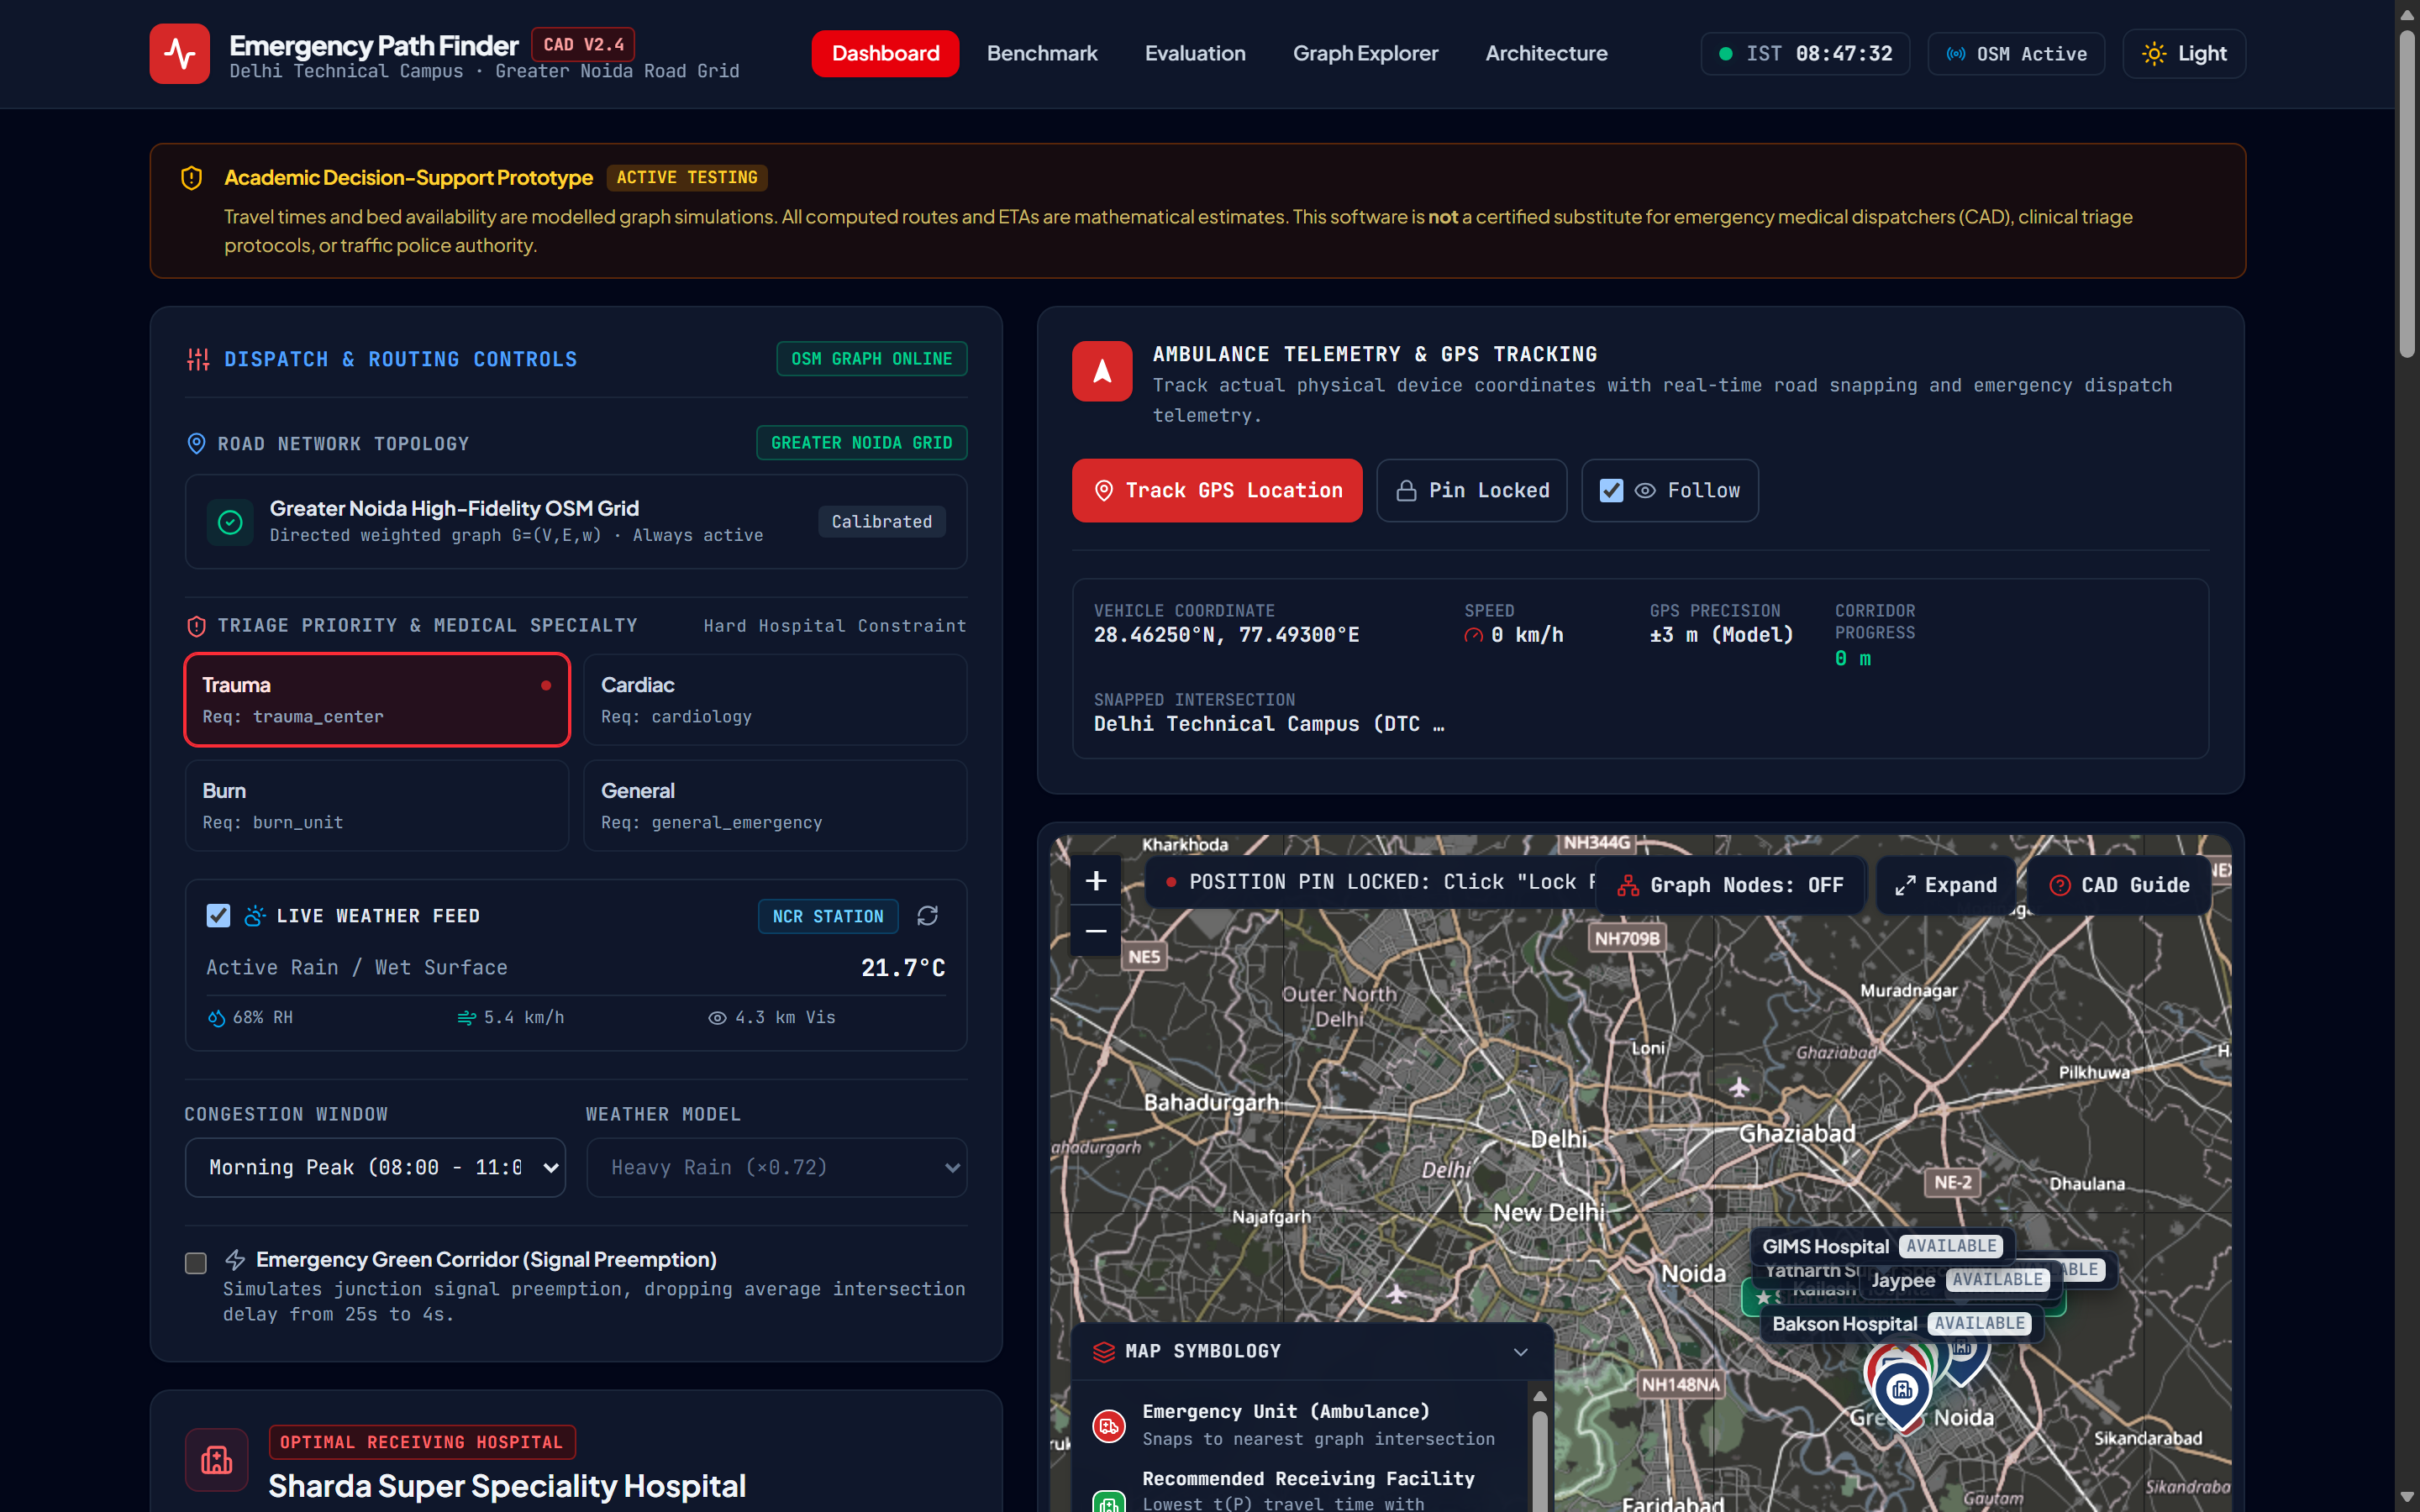 Emergency Path Finder CAD V2.4
Delhi Technical Campus · Greater Noida Road Grid
Dashboard
Benchmark
Evaluation
Graph Explorer
Architecture
IST 08:47:32
OSM Active
Light
Academic Decision-Support Prototype ACTIVE TESTING
Travel times and bed availability are modelled graph simulations. All computed routes and ETAs are mathematical estimates. This software is not a certified substitute for emergency medical dispatchers (CAD), clinical triage
protocols, or traffic police authority.
DISPATCH & ROUTING CONTROLS
OSM GRAPH ONLINE
ROAD NETWORK TOPOLOGY
GREATER NOIDA GRID
Greater Noida High-Fidelity OSM Grid
Directed weighted graph G=(V,E,w) · Always active
Calibrated
TRIAGE PRIORITY & MEDICAL SPECIALTY
Hard Hospital Constraint
Trauma
Req: trauma_center
Cardiac
Req: cardiology
Burn
Req: burn_unit
General
Req: general_emergency
LIVE WEATHER FEED
NCR STATION
Active Rain / Wet Surface
21.7°C
68% RH
5.4 km/h
4.3 km Vis
CONGESTION WINDOW
WEATHER MODEL
Morning Peak (08:00 - 11:0
Heavy Rain (×0.72)
Emergency Green Corridor (Signal Preemption)
Simulates junction signal preemption, dropping average intersection
delay from 25s to 4s.
OPTIMAL RECEIVING HOSPITAL
Sharda Super Speciality Hospital
AMBULANCE TELEMETRY & GPS TRACKING
Track actual physical device coordinates with real-time road snapping and emergency dispatch
telemetry.
Track GPS Location
Pin Locked
Follow
VEHICLE COORDINATE
28.46250°N, 77.49300°E
SPEED
0 km/h
GPS PRECISION
±3 m (Model)
CORRIDOR
PROGRESS
0 m
SNAPPED INTERSECTION
Delhi Technical Campus (DTC …
Kharkhoda
NH344G
+
POSITION PIN LOCKED: Click "Lock
Graph Nodes: OFF
Expand
CAD Guide
−
NE5
NH709B
Outer North
Delhi
Muradnagar
Loni
Ghaziabad
Pilkhuwa
Bahadurgarh
ahadurgarh
Delhi
Ghaziabad
Delhi
NE-2
Dhaulana
Najafgarh
New Delhi
GIMS Hospital AVAILABLE
Noida
Yatharth
Jaypee AVAILABLE
Kailash
Bakson Hospital AVAILABLE
NH148NA
Noida
Sikandarabad
Faridabad
Gautam
MAP SYMBOLOGY
Emergency Unit (Ambulance)
Snaps to nearest graph intersection
Recommended Receiving Facility
Lowest t(P) travel time with